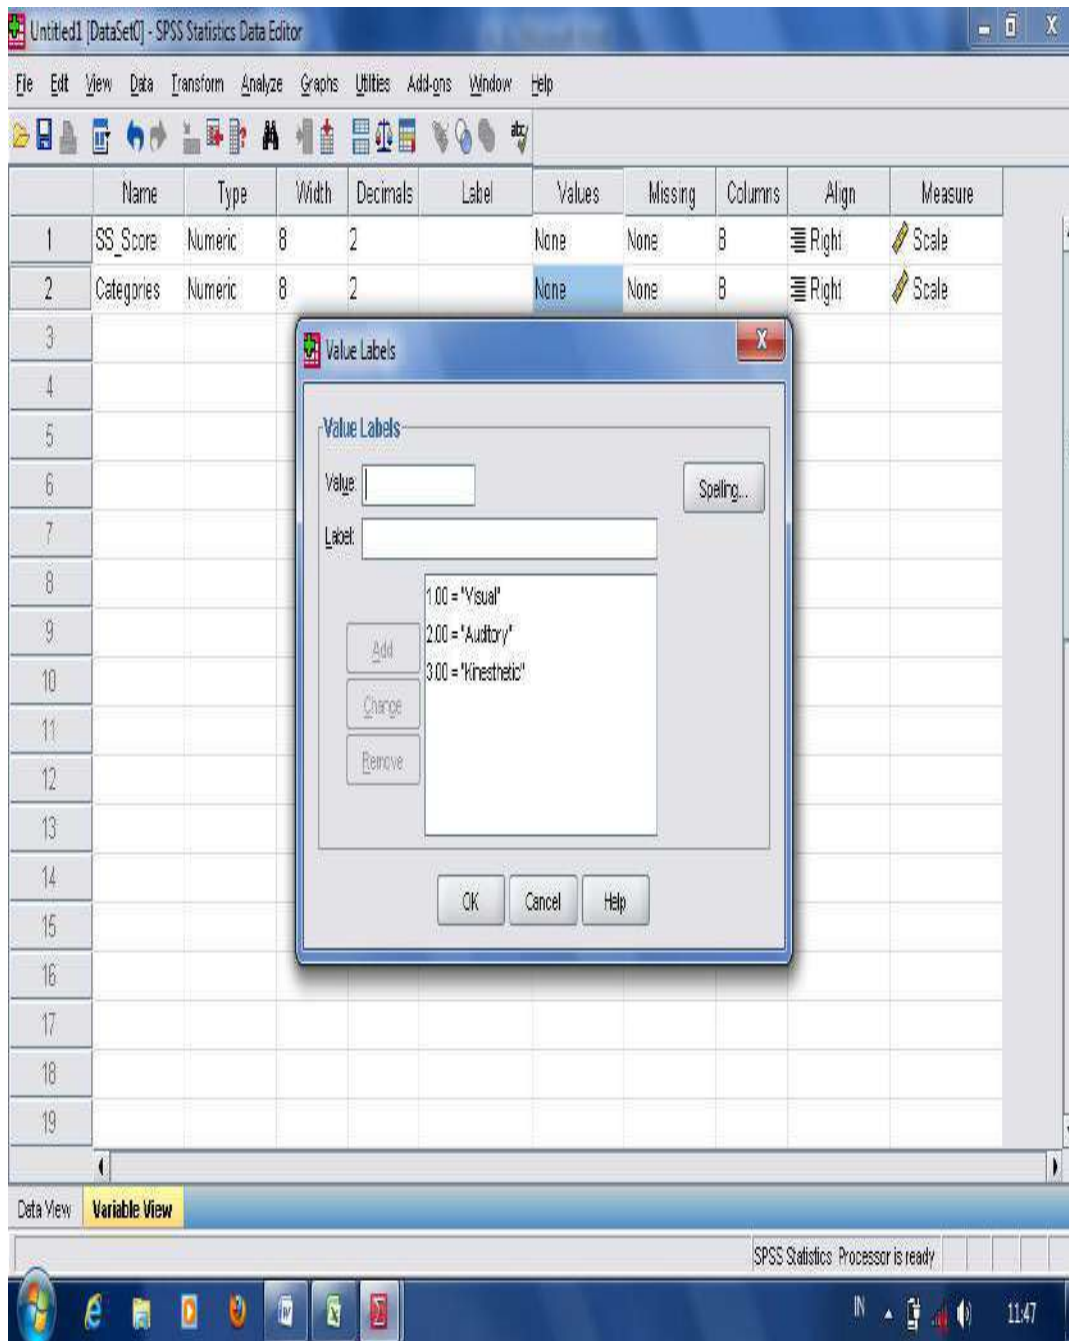 Untitled1 [DataSet0] - SPSS Statistics Data Editor
File Edit View Data Transform Analyze Graphs Utilities Add-ons Window Help
Name Type Width Decimals Label Values Missing Columns Align Measure
1 SS_Score Numeric 8 2 None None 8 Right Scale
2 Categories Numeric 8 2 None None 8 Right Scale
3
4
5
6
7
8
9
10
11
12
13
14
15
16
17
18
19
Value Labels
Value Labels
Value:
Spelling...
Label:
1.00 = "Visual"
2.00 = "Auditory"
3.00 = "Kinesthetic"
Add
Change
Remove
OK Cancel Help
Data View Variable View
SPSS Statistics Processor is ready
IN 11:47